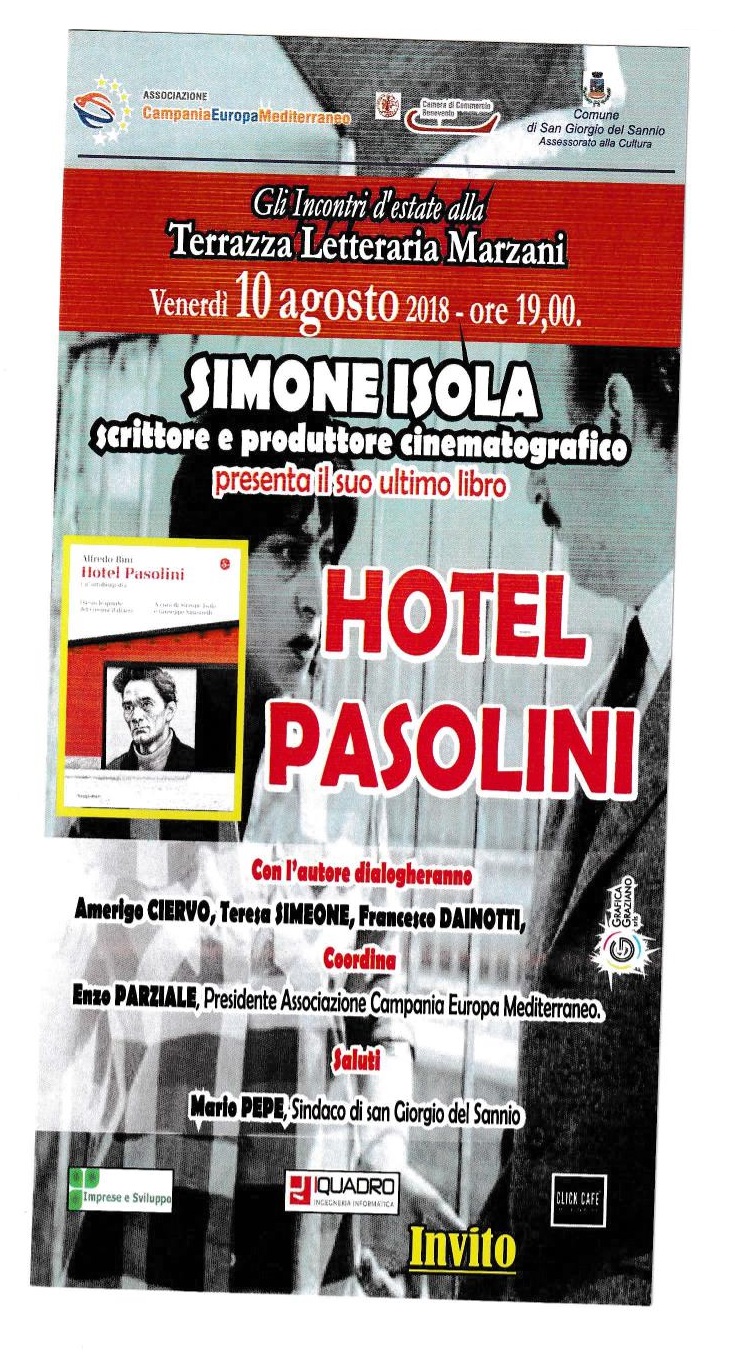 ASSOCIAZIONE
CampaniaEuropaMediterraneo
Camera di Commercio
Benevento
Comune
di San Giorgio del Sannio
Assessorato alla Cultura
Gli Incontri d'estate alla
Terrazza Letteraria Marzani
Venerdì 10 agosto 2018 - ore 19,00.
SIMONE ISOLA
scrittore e produttore cinematografico
presenta il suo ultimo libro
Alfredo Bini
Hotel Pasolini
HOTEL
PASOLINI
Con l'autore dialogheranno
Amerigo CIERVO, Teresa SIMEONE, Francesco DAINOTTI,
Coordina
Enzo PARZIALE, Presidente Associazione Campania Europa Mediterraneo.
Saluti
Mario PEPE, Sindaco di san Giorgio del Sannio
GRAFICA
GRAZIANO
srls
Imprese e Sviluppo
IQUADRO
INGEGNERIA INFORMATICA
CLICK CAFÈ
Invito